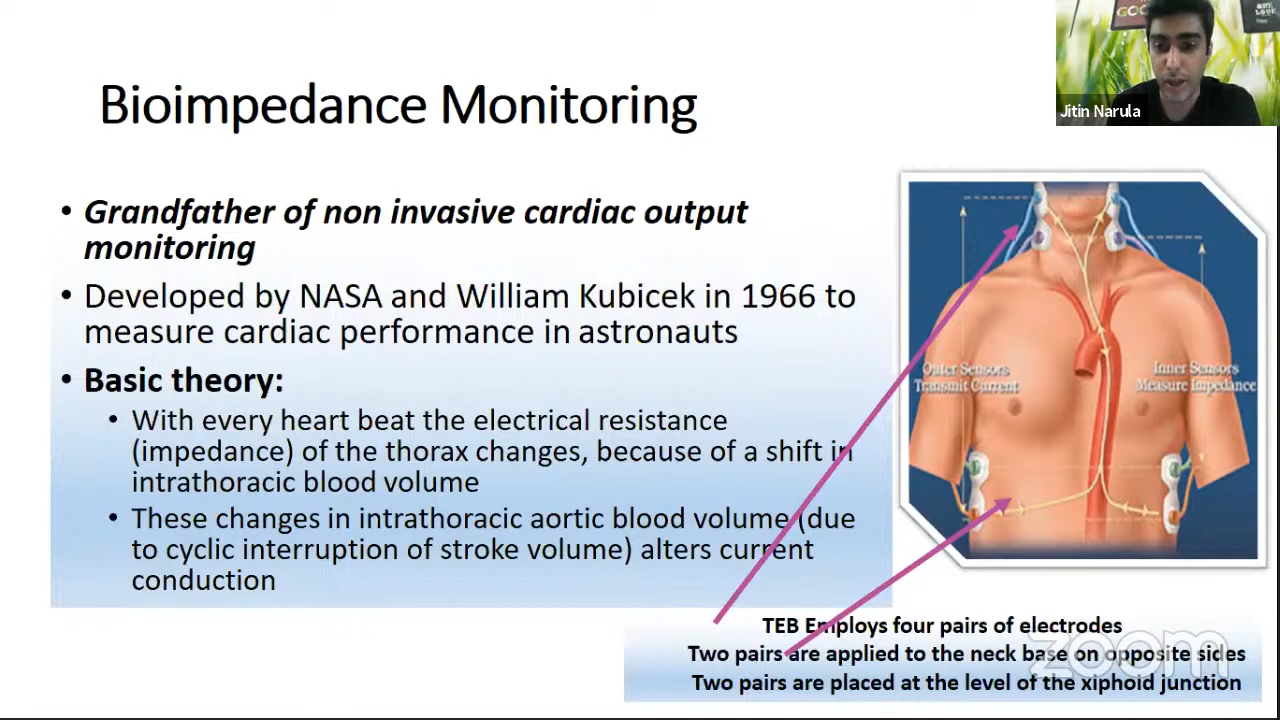 GOO
ONE
LOVE
Jitin Narula
Bioimpedance Monitoring
• Grandfather of non invasive cardiac output
monitoring
• Developed by NASA and William Kubicek in 1966 to
measure cardiac performance in astronauts
• Basic theory:
• With every heart beat the electrical resistance
(impedance) of the thorax changes, because of a shift in
intrathoracic blood volume
• These changes in intrathoracic aortic blood volume (due
to cyclic interruption of stroke volume) alters current
conduction
Outer Sensors
Transmit Current
Inner Sensors
Measure Impedance
TEB Employs four pairs of electrodes
Two pairs are applied to the neck base on opposite sides
Two pairs are placed at the level of the xiphoid junction
zoom